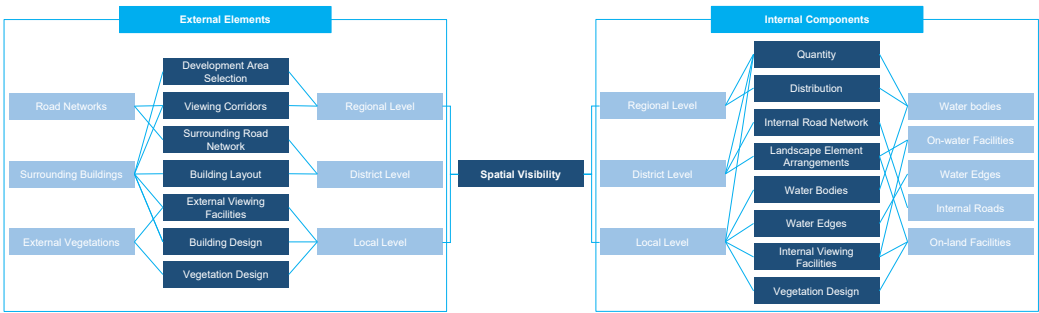 External Elements
Development Area
Selection
Road Networks
Viewing Corridors
Regional Level
Surrounding Road
Network
Surrounding Buildings
Building Layout
District Level
External Viewing
Facilities
External Vegetations
Building Design
Local Level
Vegetation Design
Spatial Visibility
Internal Components
Quantity
Regional Level
Distribution
Water bodies
Internal Road Network
On-water Facilities
District Level
Landscape Element
Arrangements
Water Edges
Water Bodies
Internal Roads
Local Level
Water Edges
On-land Facilities
Internal Viewing
Facilities
Vegetation Design